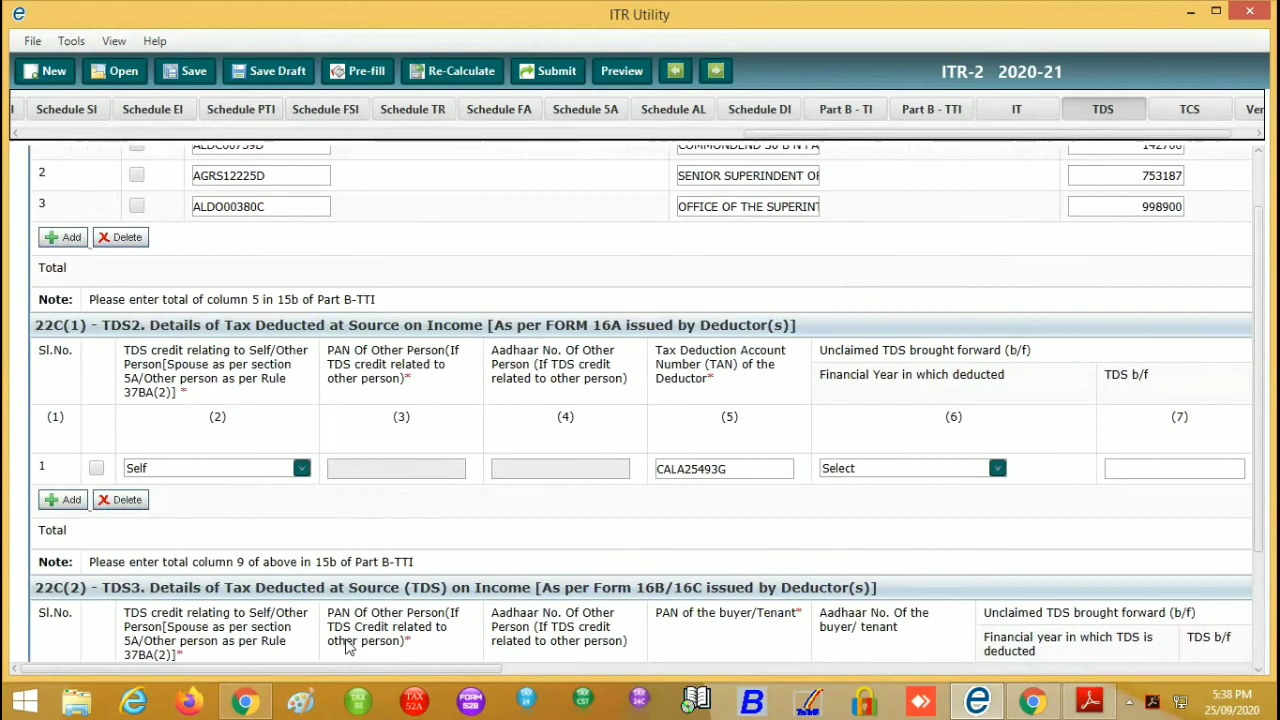 ITR Utility
File Tools View Help
New Open Save Save Draft Pre-fill Re-Calculate Submit Preview ITR-2 2020-21
Schedule SI Schedule EI Schedule PTI Schedule FSI Schedule TR Schedule FA Schedule 5A Schedule AL Schedule DI Part B - TI Part B - TTI IT TDS TCS Ver
2 AGRS12225D SENIOR SUPERINDENT OF 753187
3 ALDO00380C OFFICE OF THE SUPERINT 998900
Add Delete
Total
Note: Please enter total of column 5 in 15b of Part B-TTI
22C(1) - TDS2. Details of Tax Deducted at Source on Income [As per FORM 16A issued by Deductor(s)]
Sl.No. TDS credit relating to Self/Other PAN Of Other Person(If Aadhaar No. Of Other Tax Deduction Account Unclaimed TDS brought forward (b/f)
Person[Spouse as per section TDS credit related to Person (If TDS credit Number (TAN) of the Financial Year in which deducted TDS b/f
5A/Other person as per Rule other person)* related to other person) Deductor*
37BA(2)] *
(1) (2) (3) (4) (5) (6) (7)
1 Self CALA25493G Select
Add Delete
Total
Note: Please enter total column 9 of above in 15b of Part B-TTI
22C(2) - TDS3. Details of Tax Deducted at Source (TDS) on Income [As per Form 16B/16C issued by Deductor(s)]
Sl.No. TDS credit relating to Self/Other PAN Of Other Person(If Aadhaar No. Of Other PAN of the buyer/Tenant* Aadhaar No. Of the Unclaimed TDS brought forward (b/f)
Person[Spouse as per section TDS Credit related to Person (If TDS credit buyer/ tenant Financial year in which TDS is TDS b/f
5A/Other person as per Rule other person)* related to other person) deducted
37BA(2)]*
5:38 PM
25/09/2020